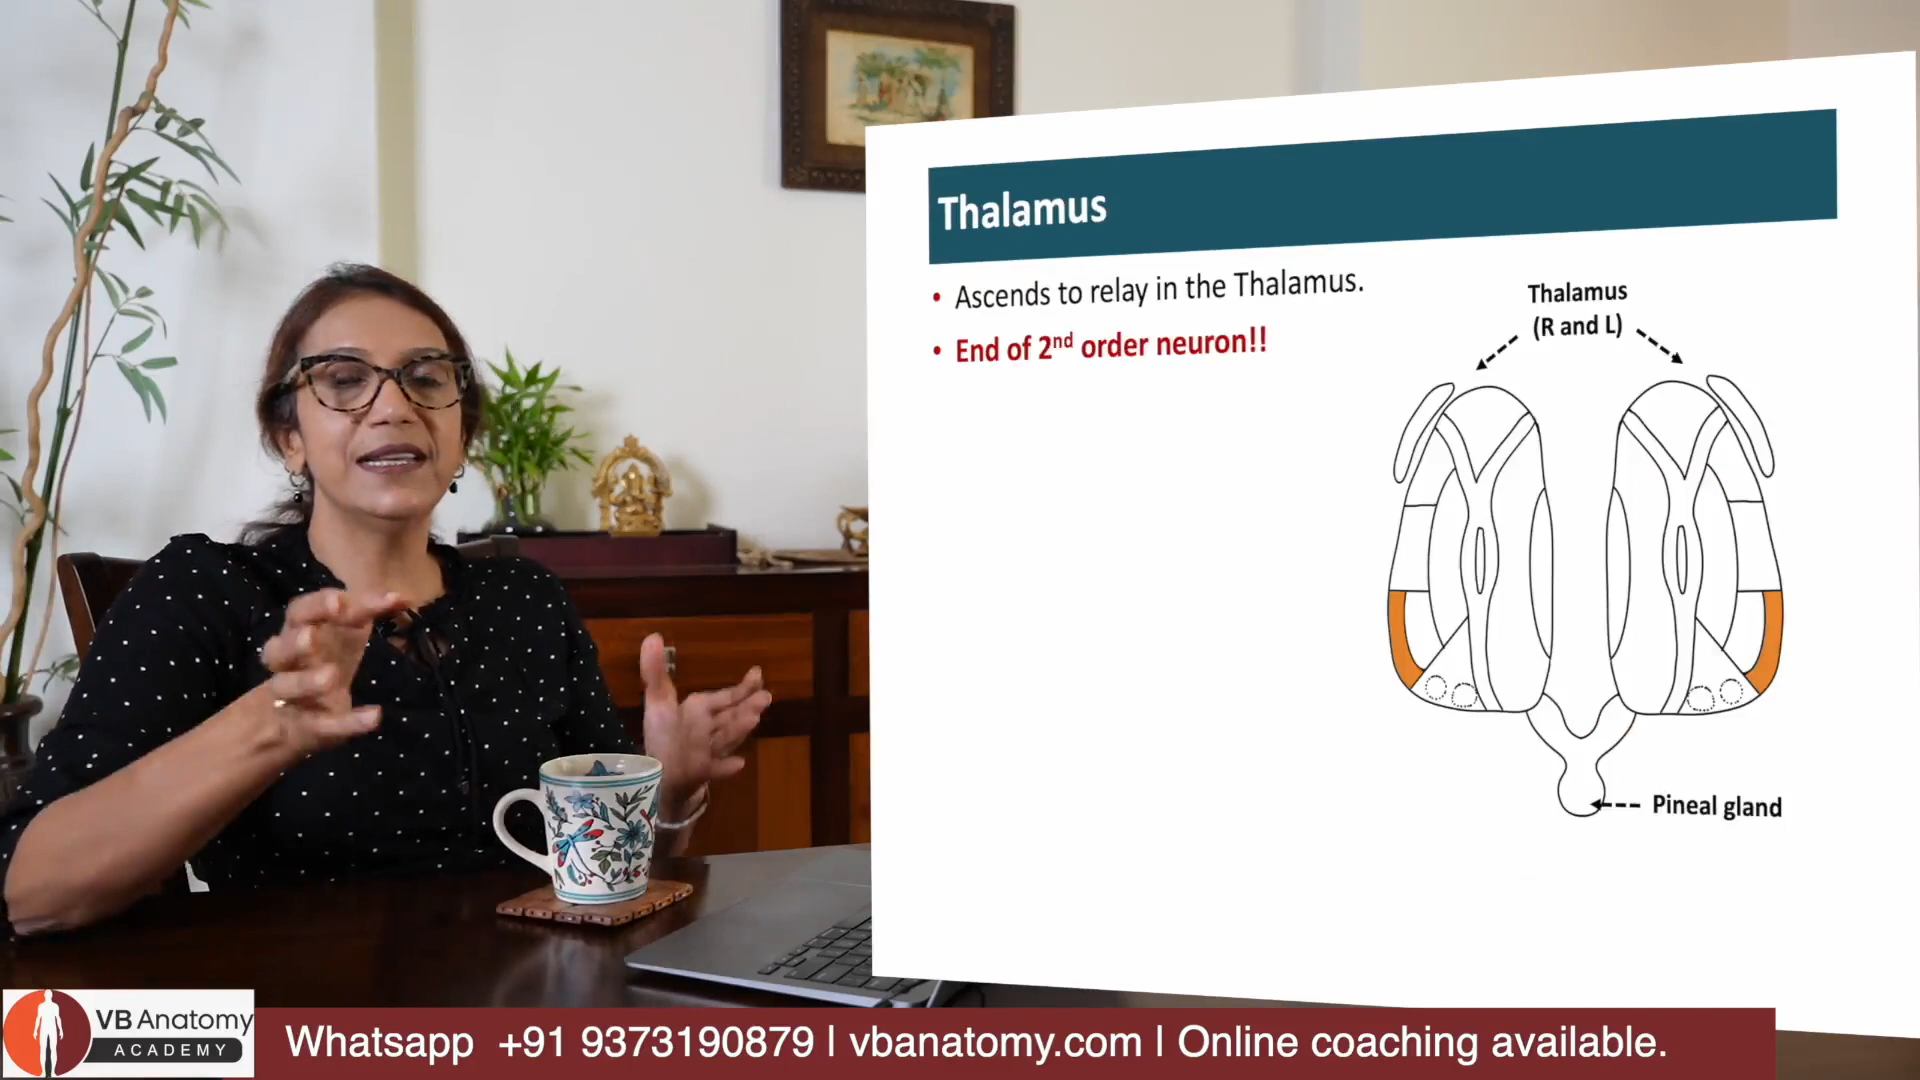 Thalamus
• Ascends to relay in the Thalamus.
• End of 2nd order neuron!!
Thalamus
(R and L)
Pineal gland
VB Anatomy
ACADEMY
Whatsapp +91 9373190879 | vbanatomy.com | Online coaching available.